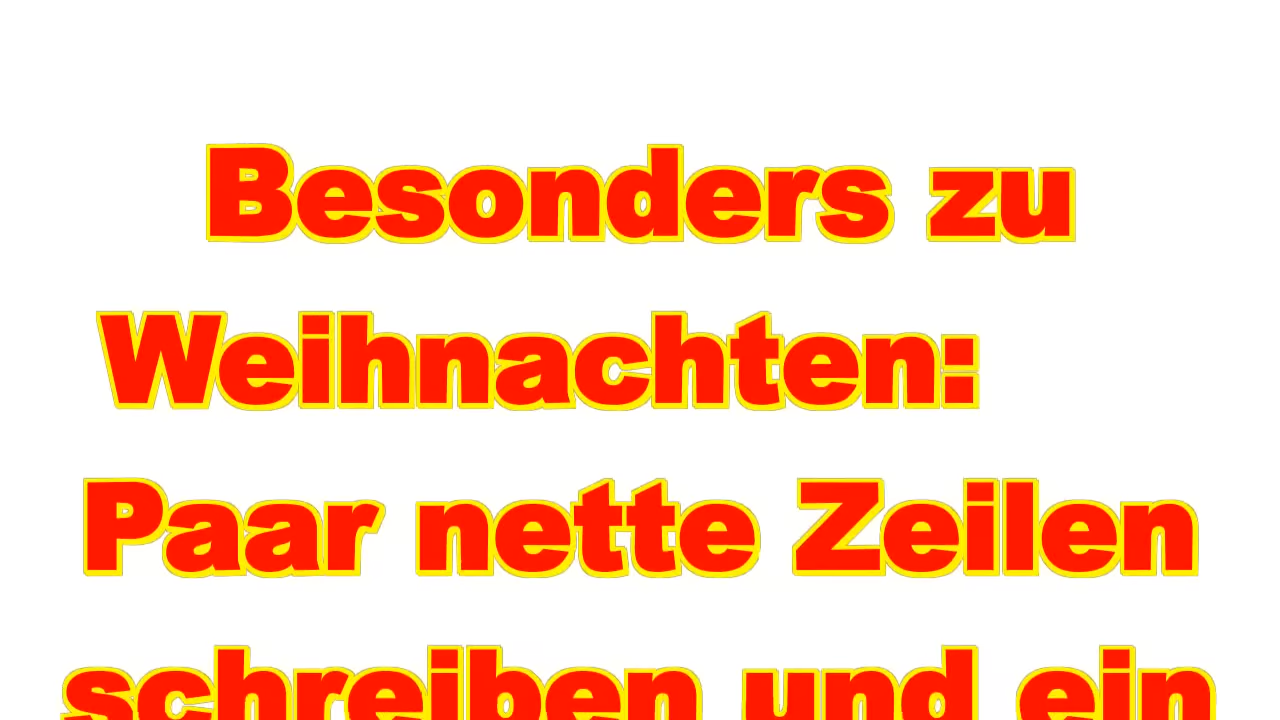 Besonders zu
Weihnachten:
Paar nette Zeilen
schreiben und ein